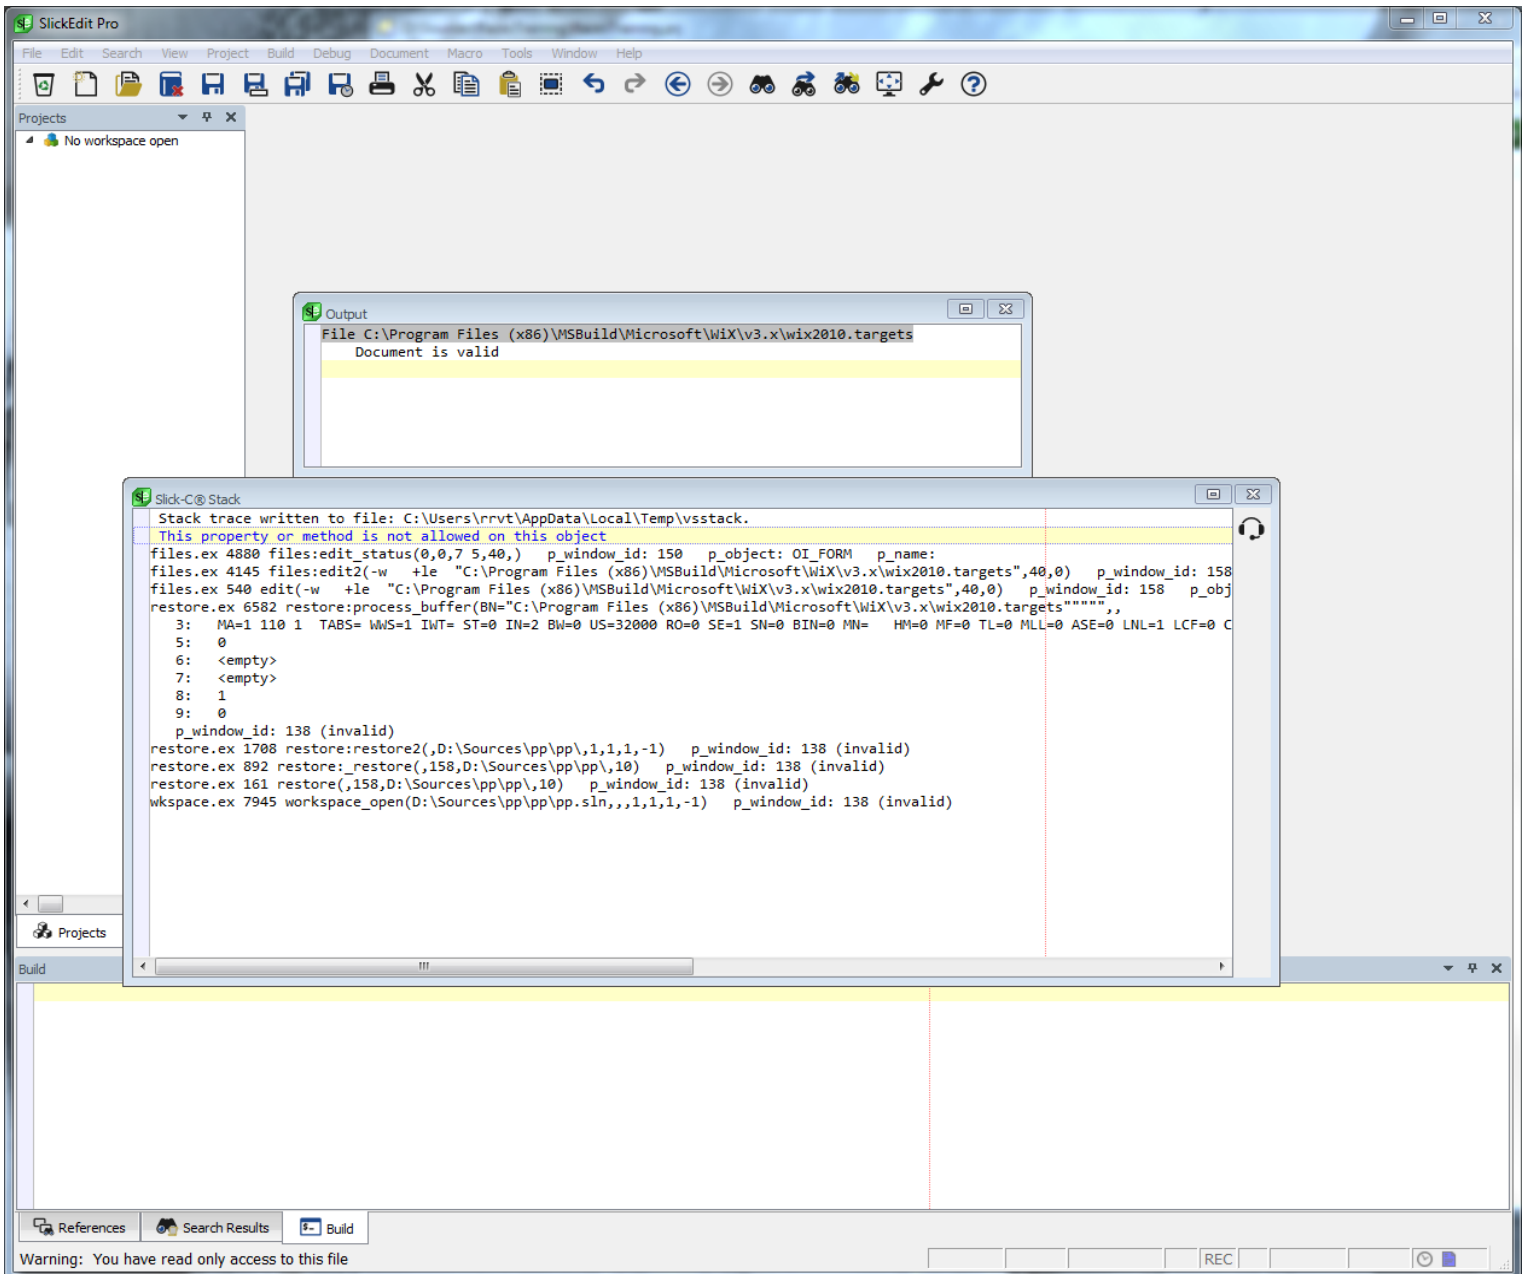 SlickEdit Pro
File Edit Search View Project Build Debug Document Macro Tools Window Help
Projects
No workspace open
Output
File C:\Program Files (x86)\MSBuild\Microsoft\WiX\v3.x\wix2010.targets
Document is valid
Slick-C® Stack
Stack trace written to file: C:\Users\rrvt\AppData\Local\Temp\vsstack.
This property or method is not allowed on this object
files.ex 4880 files:edit_status(0,0,7 5,40,) p_window_id: 150 p_object: OI_FORM p_name:
files.ex 4145 files:edit2(-w +le "C:\Program Files (x86)\MSBuild\Microsoft\WiX\v3.x\wix2010.targets",40,0) p_window_id: 158
files.ex 540 edit(-w +le "C:\Program Files (x86)\MSBuild\Microsoft\WiX\v3.x\wix2010.targets",40,0) p_window_id: 158 p_obj
restore.ex 6582 restore:process_buffer(BN="C:\Program Files (x86)\MSBuild\Microsoft\WiX\v3.x\wix2010.targets""""",,
3: MA=1 110 1 TABS= WWS=1 IWT= ST=0 IN=2 BW=0 US=32000 RO=0 SE=1 SN=0 BIN=0 MN= HM=0 MF=0 TL=0 MLL=0 ASE=0 LNL=1 LCF=0 C
5: 0
6: <empty>
7: <empty>
8: 1
9: 0
p_window_id: 138 (invalid)
restore.ex 1708 restore:restore2(,D:\Sources\pp\pp\,1,1,1,-1) p_window_id: 138 (invalid)
restore.ex 892 restore:_restore(,158,D:\Sources\pp\pp\,10) p_window_id: 138 (invalid)
restore.ex 161 restore(,158,D:\Sources\pp\pp\,10) p_window_id: 138 (invalid)
wkspace.ex 7945 workspace_open(D:\Sources\pp\pp\pp.sln,,,1,1,1,-1) p_window_id: 138 (invalid)
Projects
Build
References Search Results Build
Warning: You have read only access to this file
REC